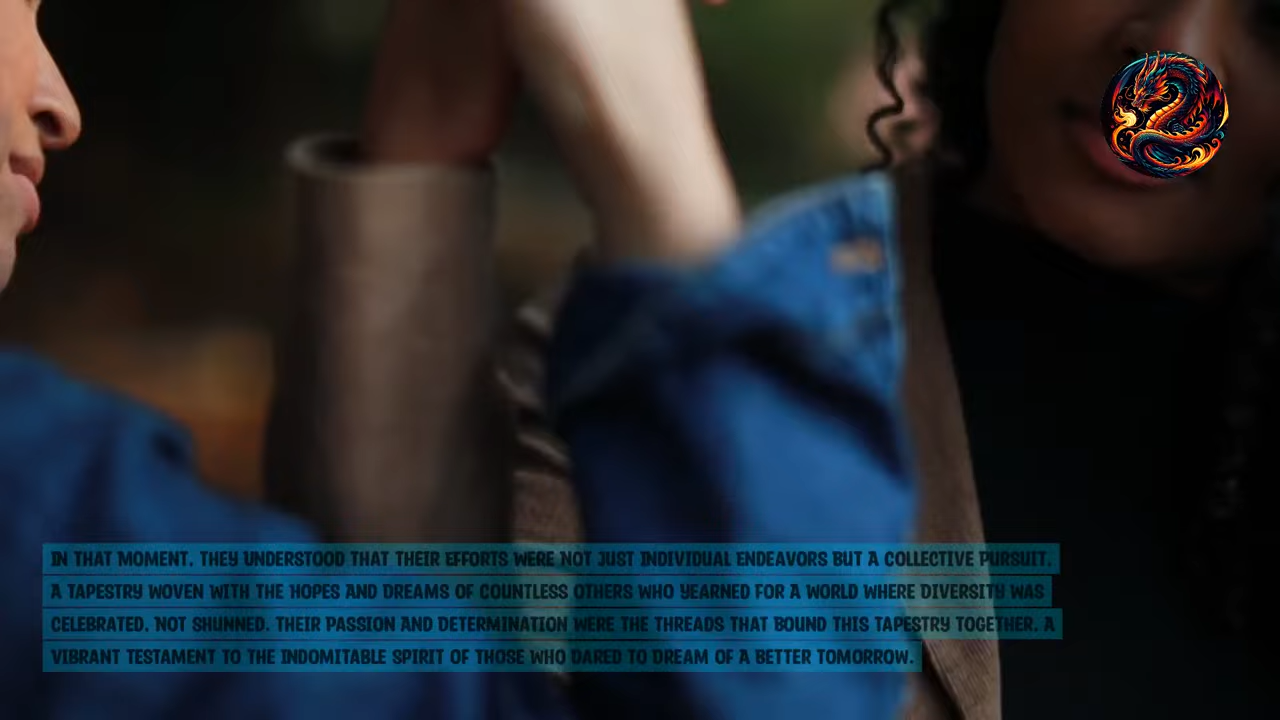 IN THAT MOMENT, THEY UNDERSTOOD THAT THEIR EFFORTS WERE NOT JUST INDIVIDUAL ENDEAVORS BUT A COLLECTIVE PURSUIT,
A TAPESTRY WOVEN WITH THE HOPES AND DREAMS OF COUNTLESS OTHERS WHO YEARNED FOR A WORLD WHERE DIVERSITY WAS
CELEBRATED, NOT SHUNNED. THEIR PASSION AND DETERMINATION WERE THE THREADS THAT BOUND THIS TAPESTRY TOGETHER, A
VIBRANT TESTAMENT TO THE INDOMITABLE SPIRIT OF THOSE WHO DARED TO DREAM OF A BETTER TOMORROW.